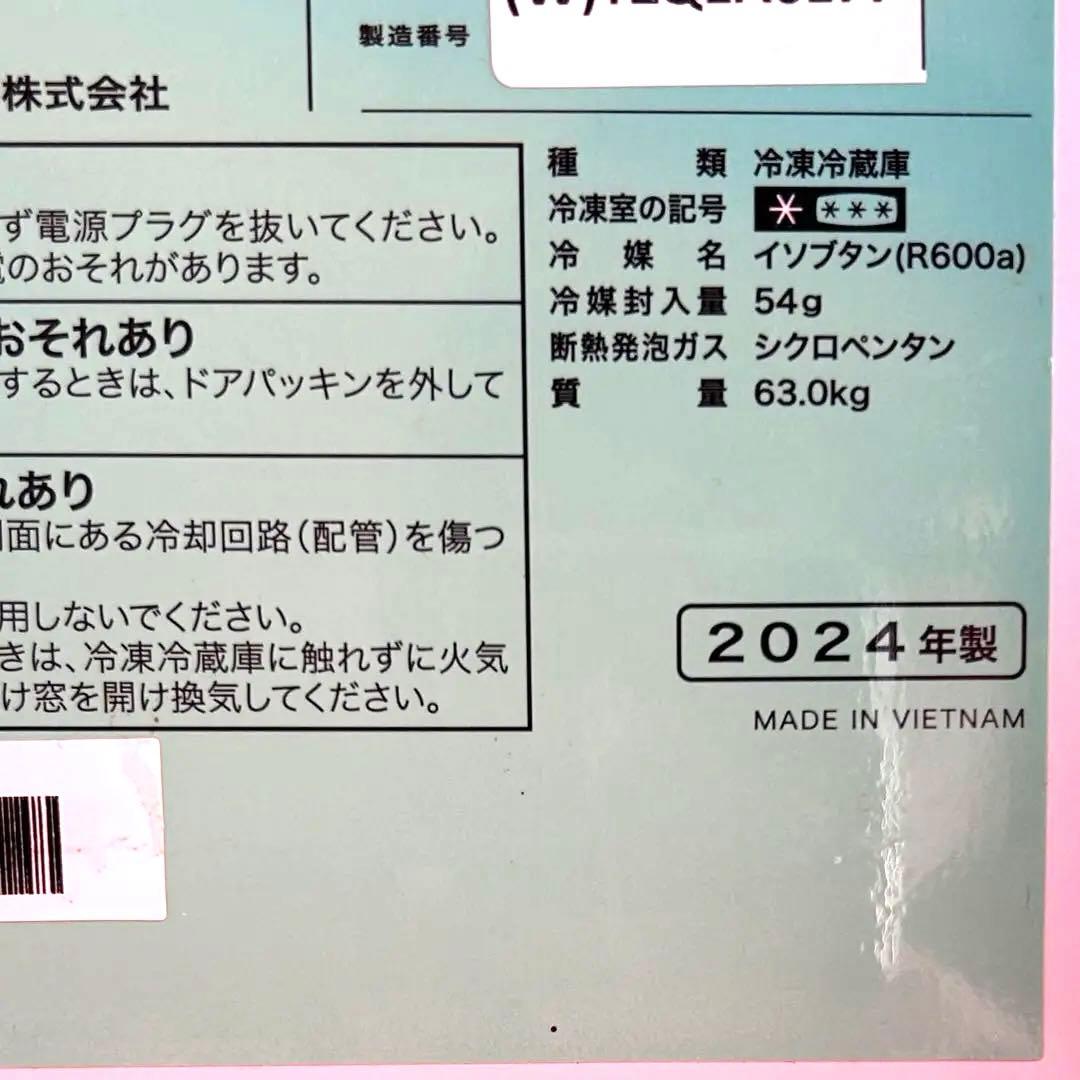 製造番号
株式会社
ず電源プラグを抜いてください。
のおそれがあります。
おそれあり
するときは、ドアパッキンを外して
れあり
面にある冷却回路(配管)を傷つ
用しないでください。
きは、冷凍冷蔵庫に触れずに火気
け窓を開け換気してください。
種類 冷凍冷蔵庫
冷凍室の記号 * ***
冷媒名 イソブタン(R600a)
冷媒封入量 54g
断熱発泡ガス シクロペンタン
質量 63.0kg
2024年製
MADE IN VIETNAM